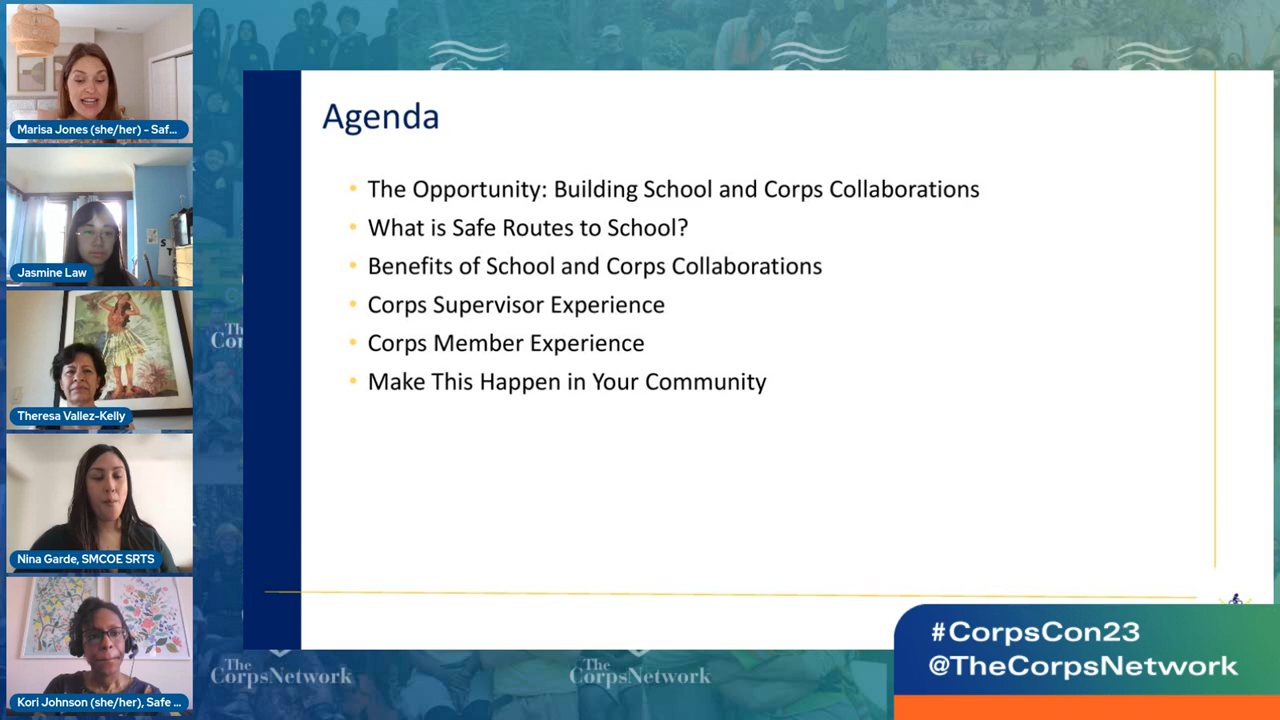 Marisa Jones (she/her) - Saf...
Jasmine Law
Theresa Vallez-Kelly
Nina Garde, SMCOE SRTS
Kori Johnson (she/her), Safe ...
Agenda
• The Opportunity: Building School and Corps Collaborations
• What is Safe Routes to School?
• Benefits of School and Corps Collaborations
• Corps Supervisor Experience
• Corps Member Experience
• Make This Happen in Your Community
#CorpsCon23
@TheCorpsNetwork
The
CorpsNetwork
The
CorpsNetwork